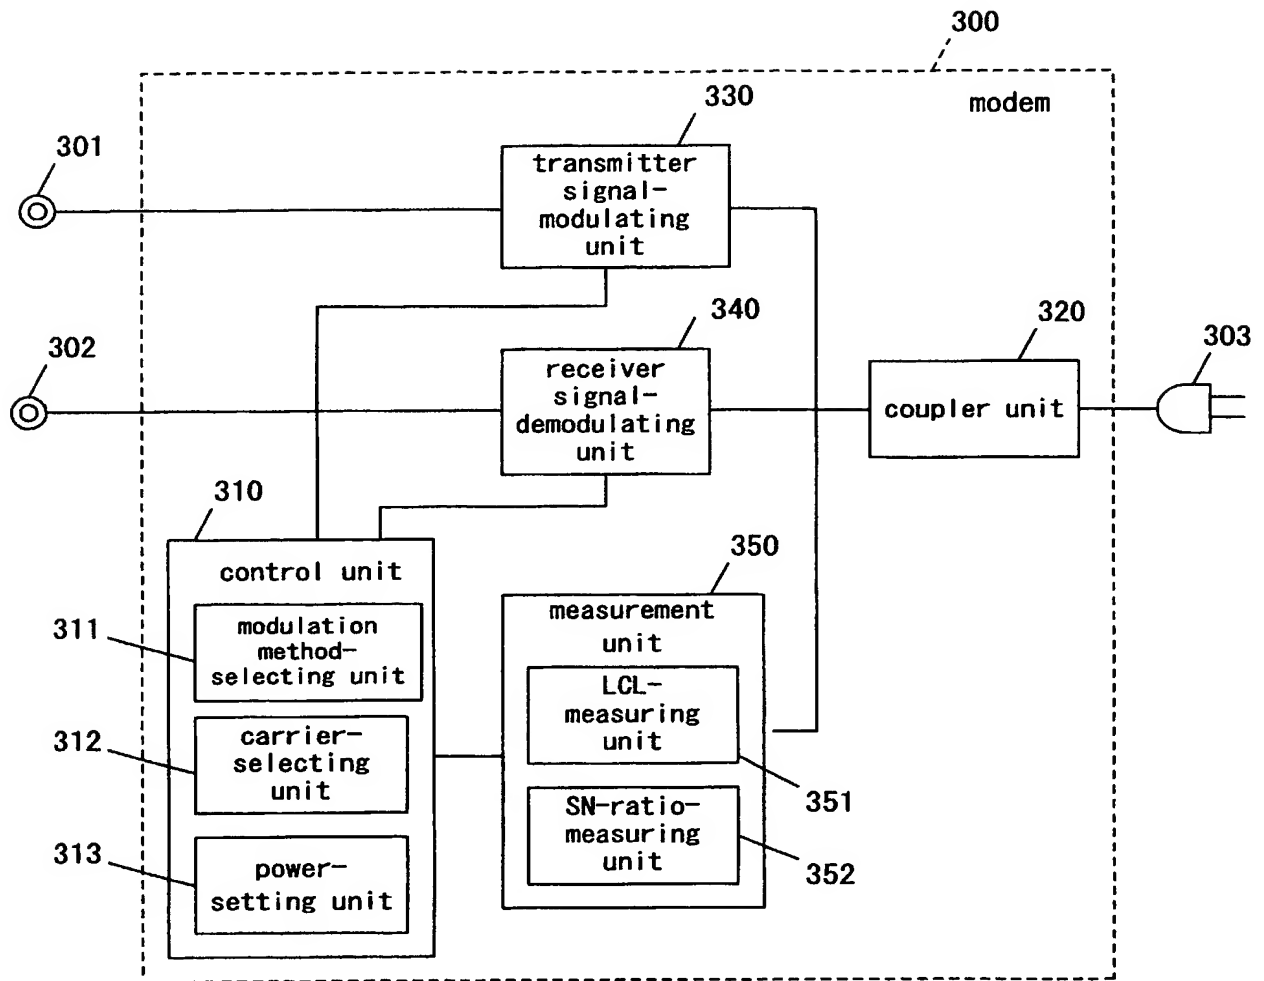 300
modem
330
301
transmitter
signal-
modulating
unit
340
320
303
302
receiver
signal-
demodulating
unit
coupler unit
310
350
control unit
measurement
unit
311
modulation
method-
selecting unit
LCL-
measuring
unit
312
carrier-
selecting
unit
351
SN-ratio-
measuring
unit
313
power-
setting unit
352